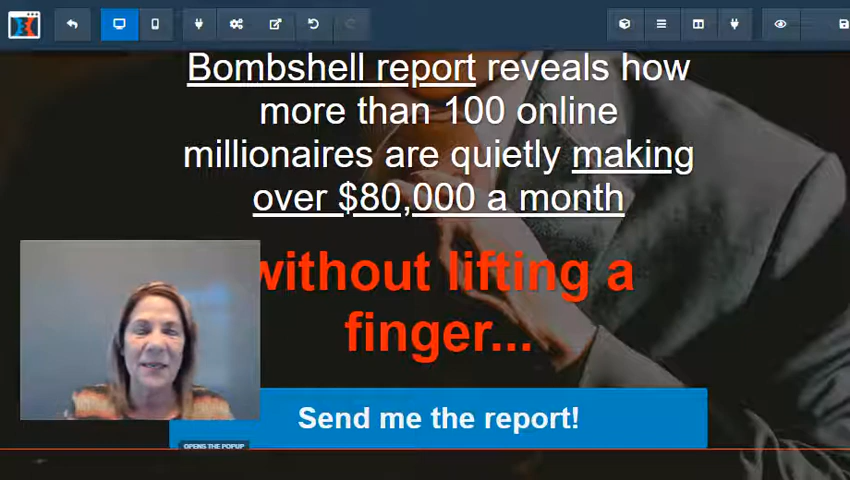 Bombshell report reveals how
more than 100 online
millionaires are quietly making
over $80,000 a month
without lifting a
finger...
Send me the report!
OPENS THE POPUP